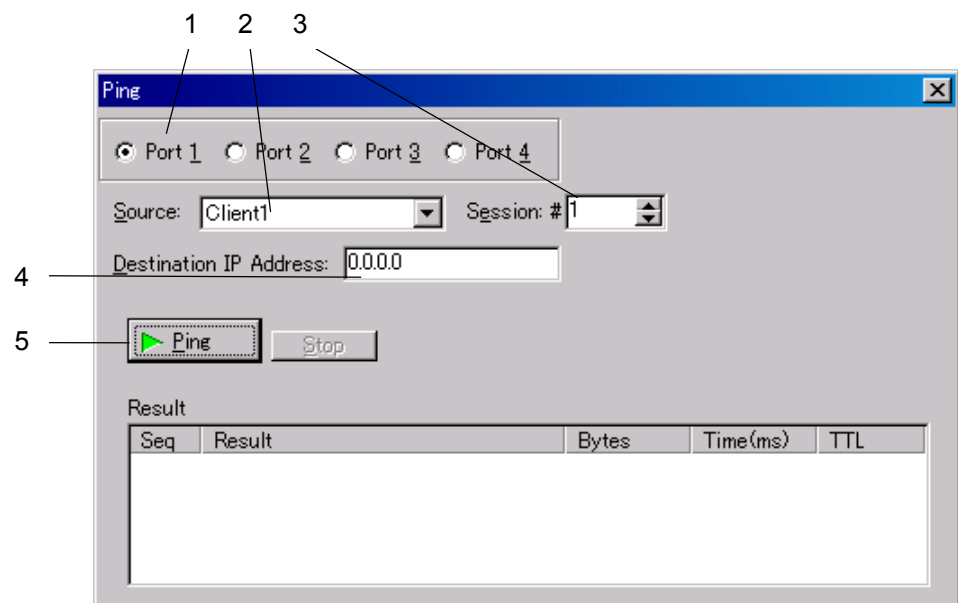 1 2 3
Ping
Port 1 Port 2 Port 3 Port 4
Source: Client1 Session: # 1
Destination IP Address: 0.0.0.0
4
5
Ping Stop
Result
Seq Result Bytes Time(ms) TTL